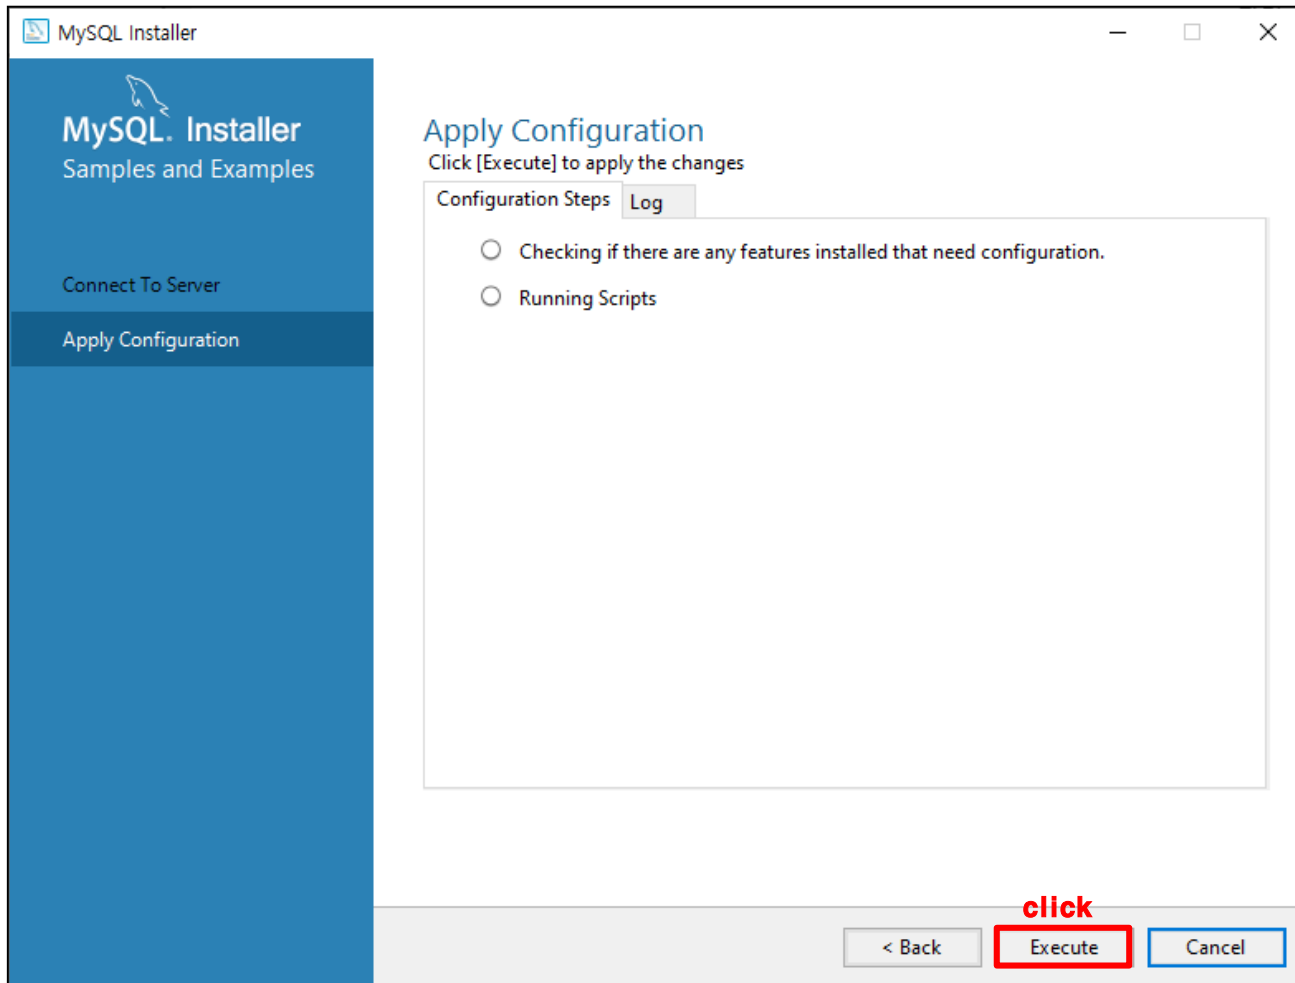 MySQL Installer
MySQL. Installer
Samples and Examples
Connect To Server
Apply Configuration
Apply Configuration
Click [Execute] to apply the changes
Configuration Steps
Log
Checking if there are any features installed that need configuration.
Running Scripts
click
< Back
Execute
Cancel